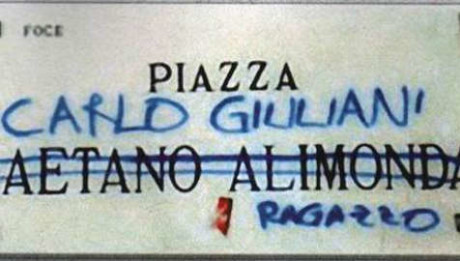 FOCE
PIAZZA
CARLO GIULIANI
AETANO ALIMONDA
RAGAZZO